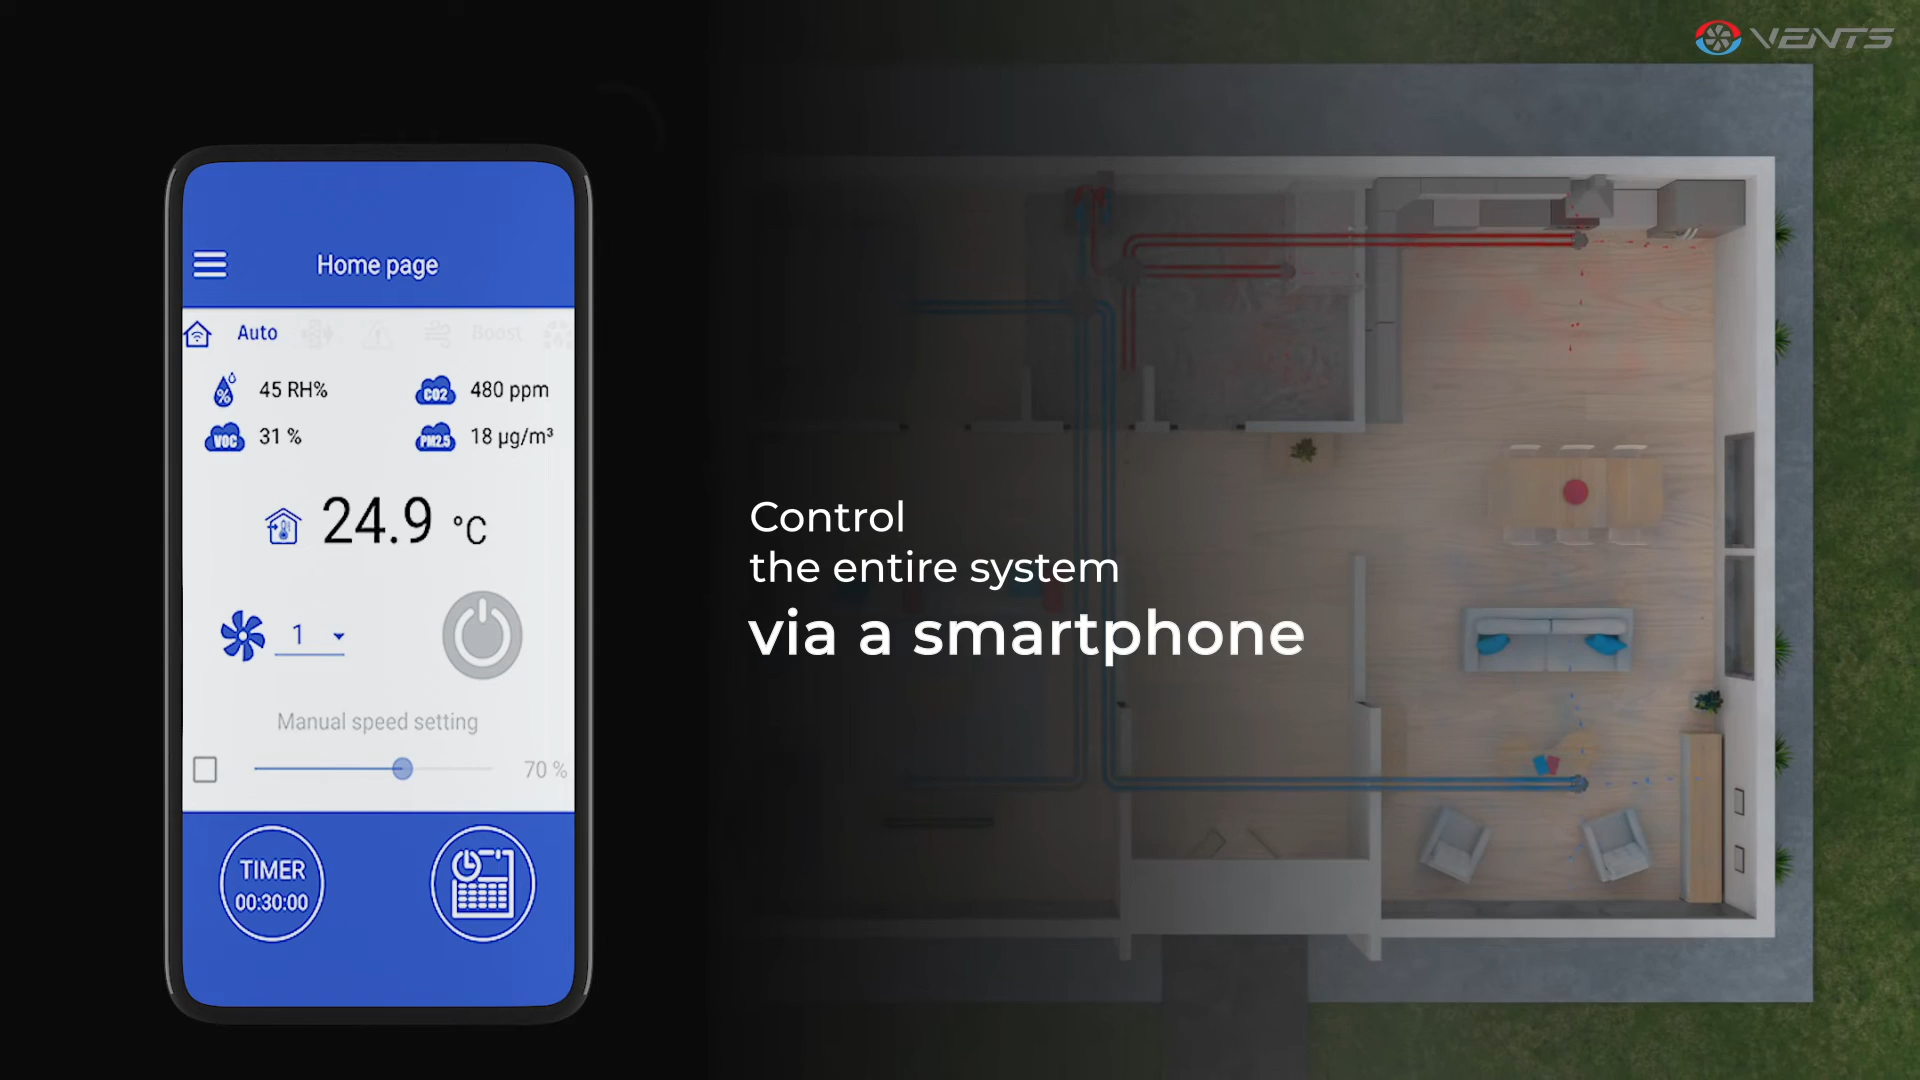 VENTS
Home page
Auto
Boost
45 RH%
CO2 480 ppm
VOC 31 %
PM2.5 18 µg/m³
24.9 °C
1
Manual speed setting
70 %
TIMER
00:30:00
Control
the entire system
via a smartphone